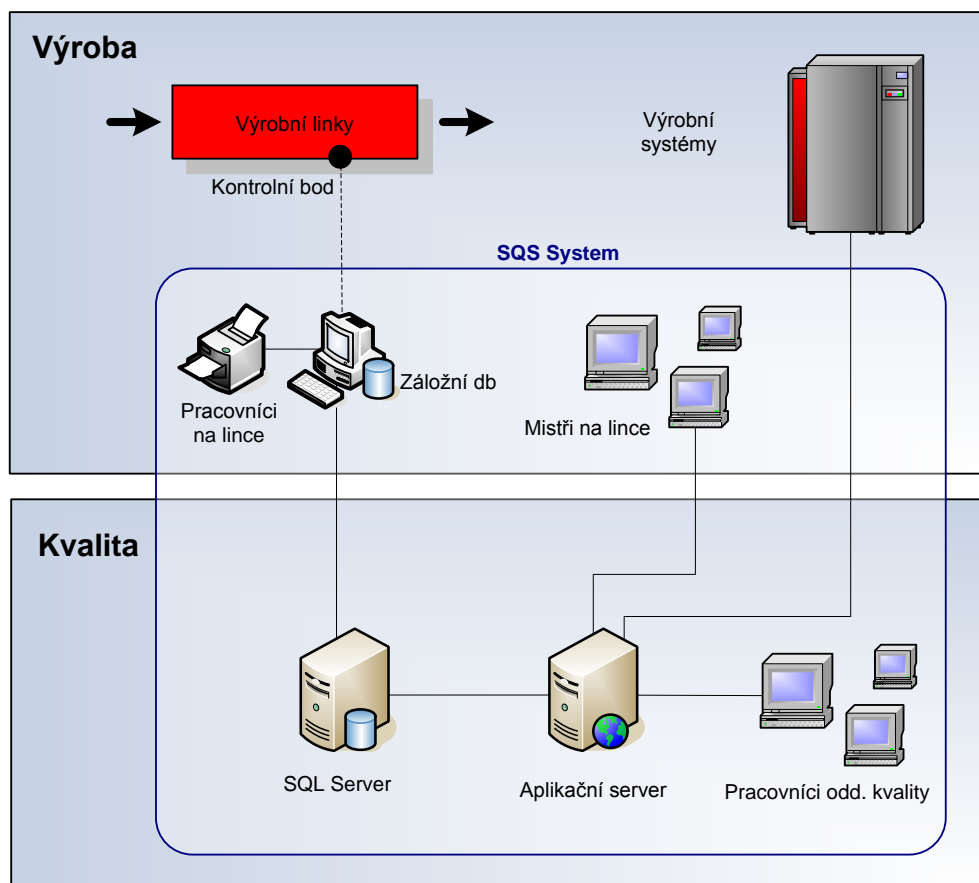 Výroba
Výrobní linky
Výrobní
systémy
Kontrolní bod
SQS System
Záložní db
Pracovníci
na lince
Mistři na lince
Kvalita
SQL Server
Aplikační server
Pracovníci odd. kvality